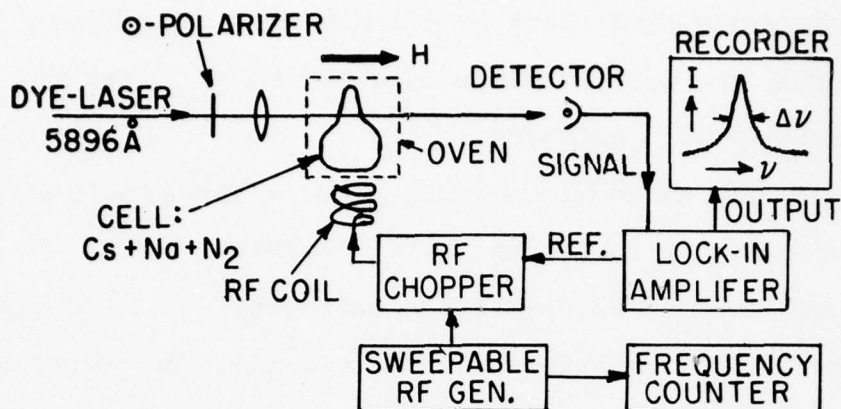 ⊙-POLARIZER
H
RECORDER
I
Δν
ν
DETECTOR
DYE-LASER
5896Å
OVEN
SIGNAL
OUTPUT
CELL:
Cs+Na+N₂
RF COIL
RF
CHOPPER
REF.
LOCK-IN
AMPLIFER
SWEEPABLE
RF GEN.
FREQUENCY
COUNTER